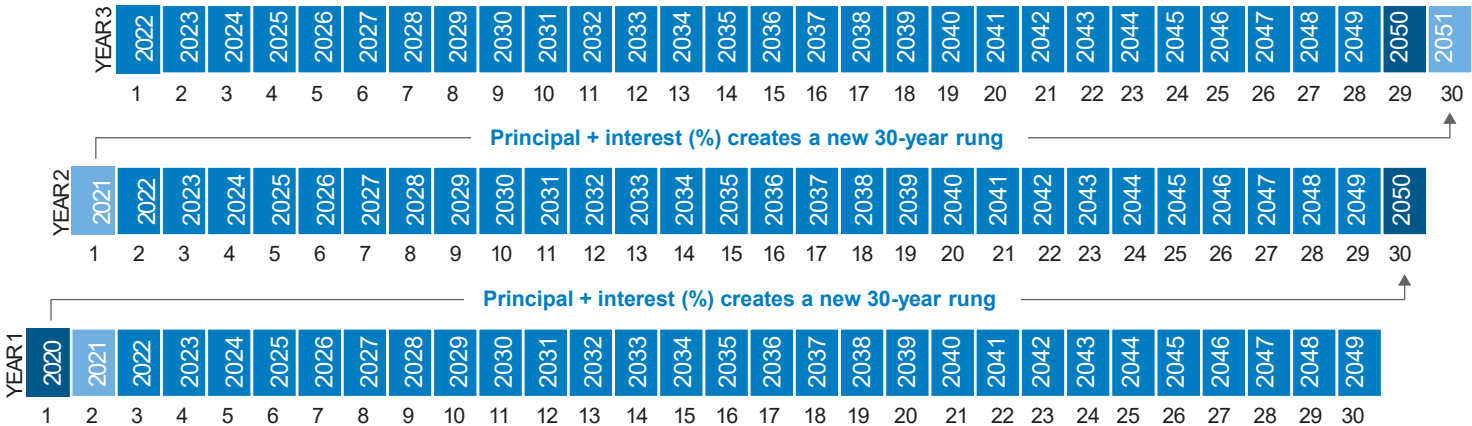 YEAR3
2022 2023 2024 2025 2026 2027 2028 2029 2030 2031 2032 2033 2034 2035 2036 2037 2038 2039 2040 2041 2042 2043 2044 2045 2046 2047 2048 2049 2050 2051
1 2 3 4 5 6 7 8 9 10 11 12 13 14 15 16 17 18 19 20 21 22 23 24 25 26 27 28 29 30
Principal + interest (%) creates a new 30-year rung
YEAR2
2021 2022 2023 2024 2025 2026 2027 2028 2029 2030 2031 2032 2033 2034 2035 2036 2037 2038 2039 2040 2041 2042 2043 2044 2045 2046 2047 2048 2049 2050
1 2 3 4 5 6 7 8 9 10 11 12 13 14 15 16 17 18 19 20 21 22 23 24 25 26 27 28 29 30
Principal + interest (%) creates a new 30-year rung
YEAR1
2020 2021 2022 2023 2024 2025 2026 2027 2028 2029 2030 2031 2032 2033 2034 2035 2036 2037 2038 2039 2040 2041 2042 2043 2044 2045 2046 2047 2048 2049
1 2 3 4 5 6 7 8 9 10 11 12 13 14 15 16 17 18 19 20 21 22 23 24 25 26 27 28 29 30